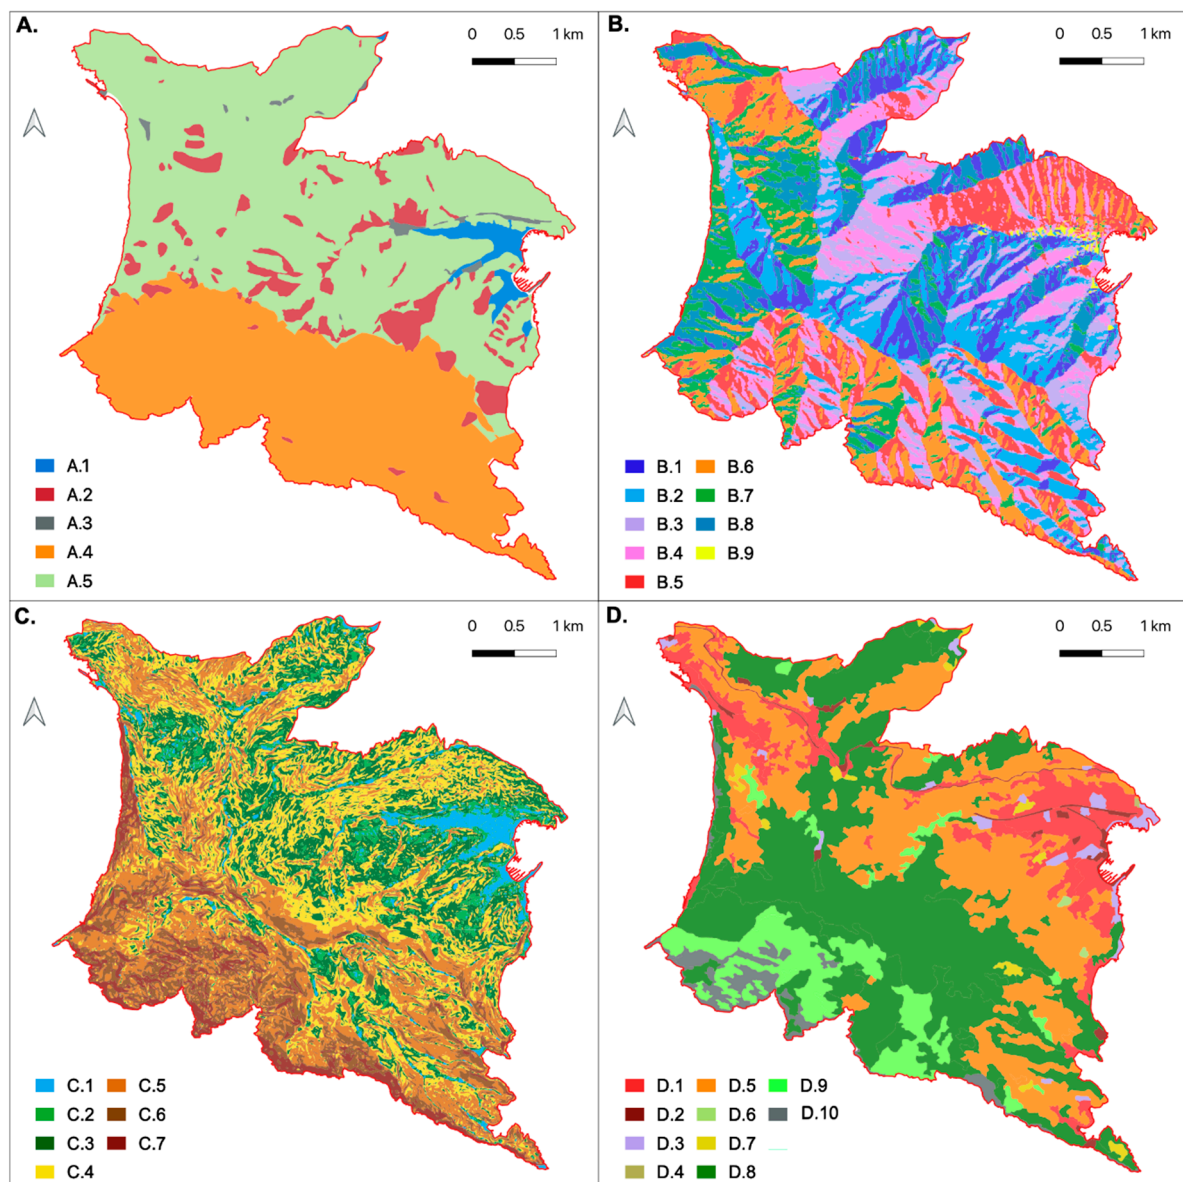 A.
0 0.5 1 km
A.1
A.2
A.3
A.4
A.5
B.
0 0.5 1 km
B.1 B.6
B.2 B.7
B.3 B.8
B.4 B.9
B.5
C.
0 0.5 1 km
C.1 C.5
C.2 C.6
C.3 C.7
C.4
D.
0 0.5 1 km
D.1 D.5 D.9
D.2 D.6 D.10
D.3 D.7
D.4 D.8